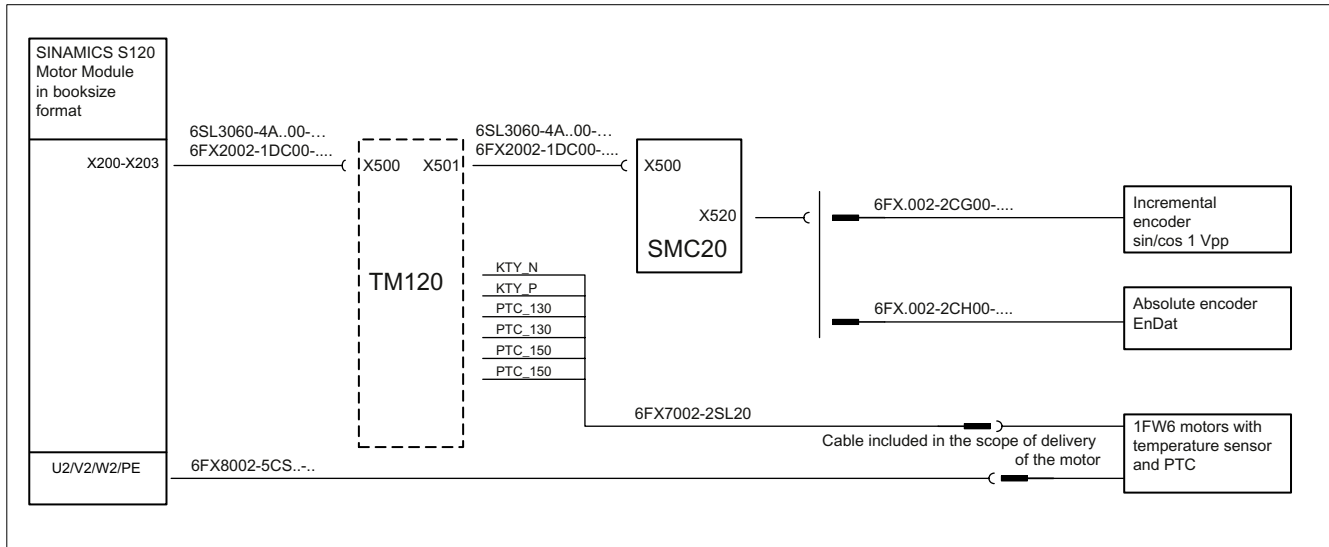 SINAMICS S120
Motor Module
in booksize
format
X200-X203
U2/V2/W2/PE
6SL3060-4A..00-…
6FX2002-1DC00-....
X500 X501
TM120
6SL3060-4A..00-…
6FX2002-1DC00-....
X500
X520
SMC20
KTY_N
KTY_P
PTC_130
PTC_130
PTC_150
PTC_150
6FX.002-2CG00-....
Incremental
encoder
sin/cos 1 Vpp
6FX.002-2CH00-....
Absolute encoder
EnDat
6FX7002-2SL20
Cable included in the scope of delivery
of the motor
1FW6 motors with
temperature sensor
and PTC
6FX8002-5CS..-..